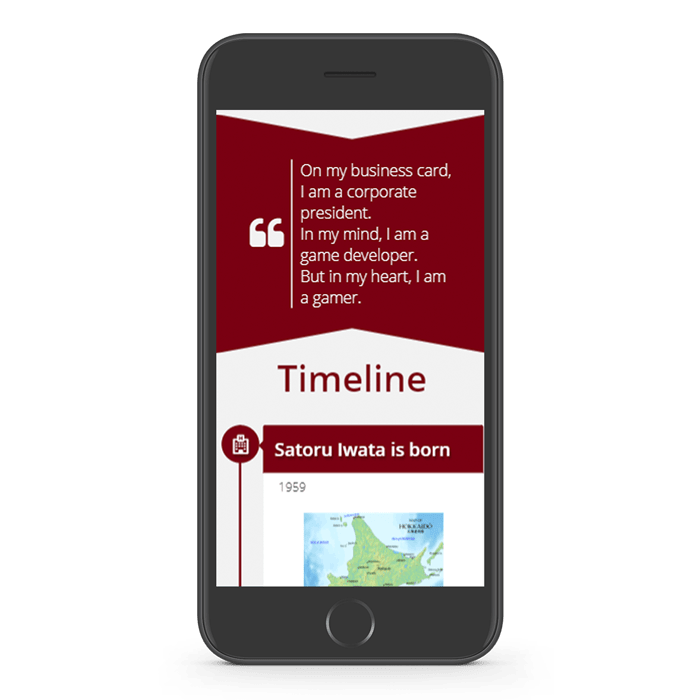 On my business card,
I am a corporate
president.
In my mind, I am a
game developer.
But in my heart, I am
a gamer.
Timeline
Satoru Iwata is born
1959
HOKKAIDŌ